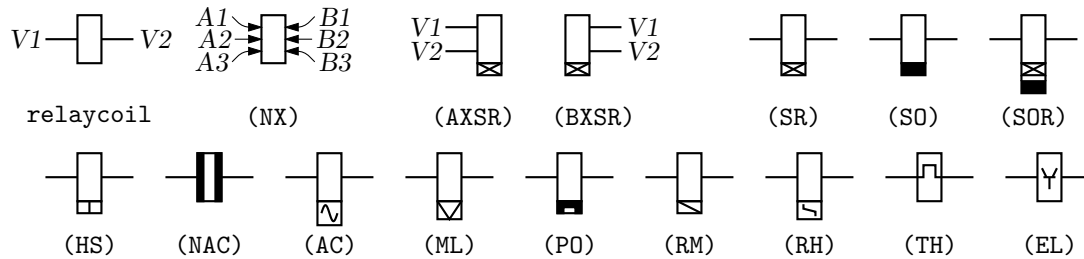 A1 B1 V1
V1 V2 A2 B2 V1
V2 V2
A3 B3
relaycoil (NX) (AXSR) (BXSR) (SR) (SO) (SOR)
(HS) (NAC) (AC) (ML) (PO) (RM) (RH) (TH) (EL)